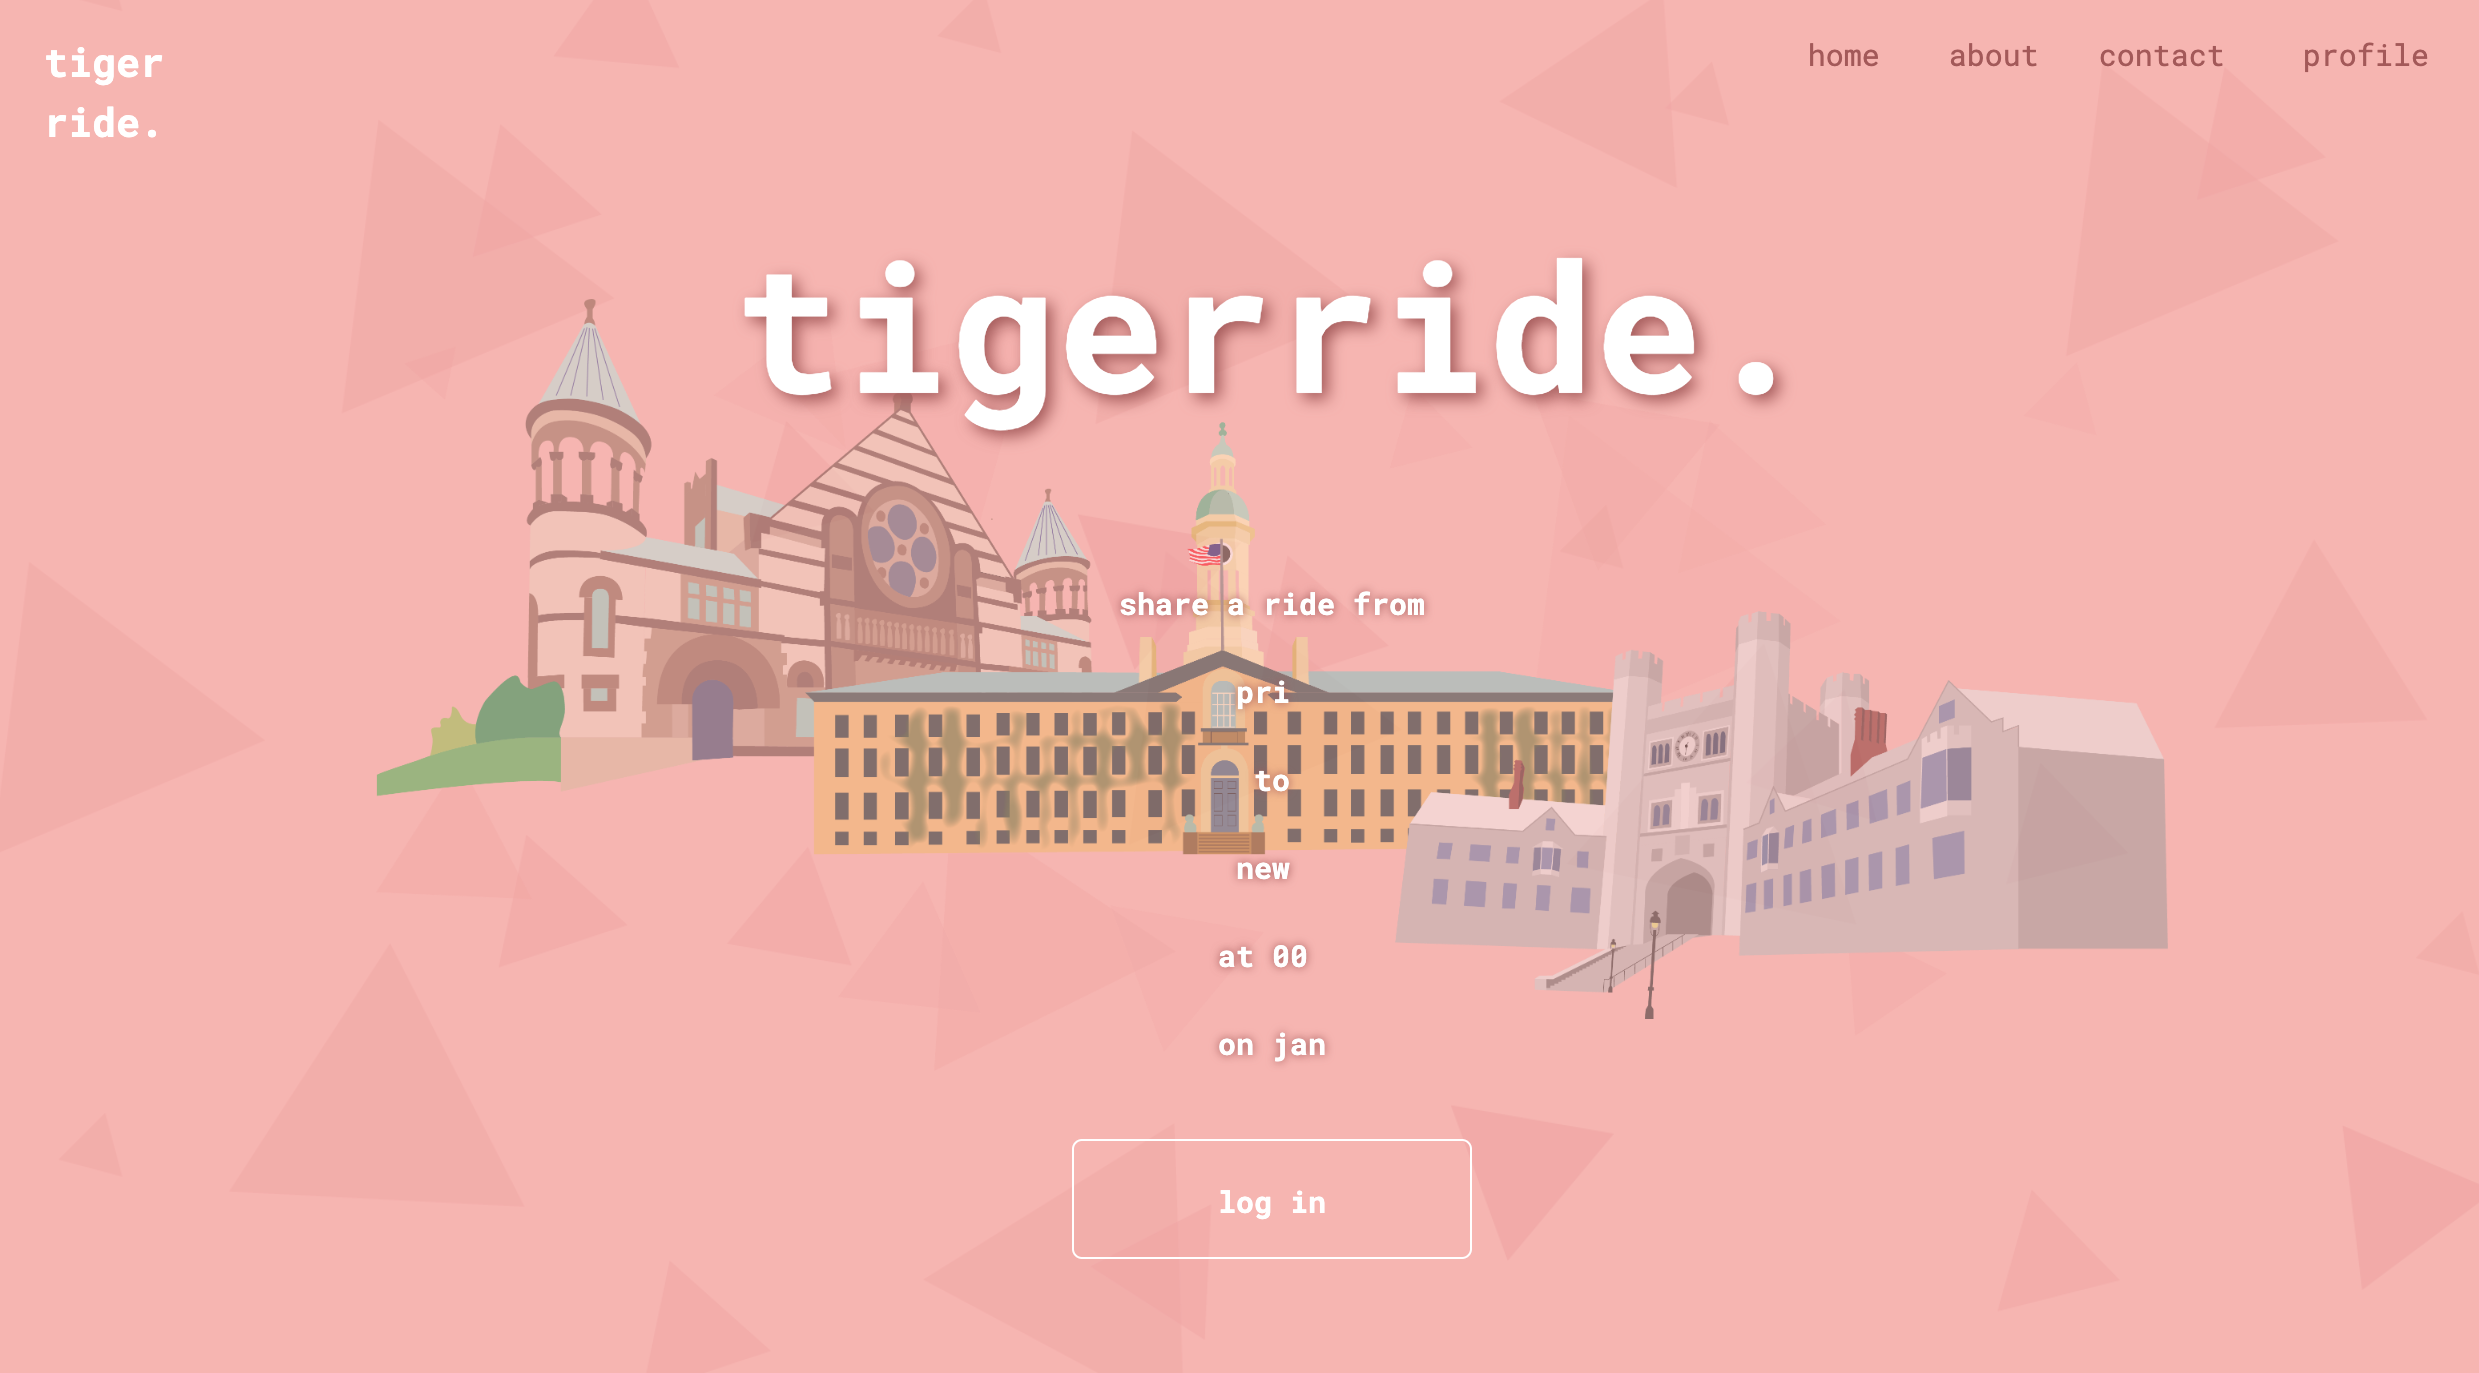 tiger
ride.
home about contact profile
tigerride.
share a ride from
pri
to
new
at 00
on jan
log in